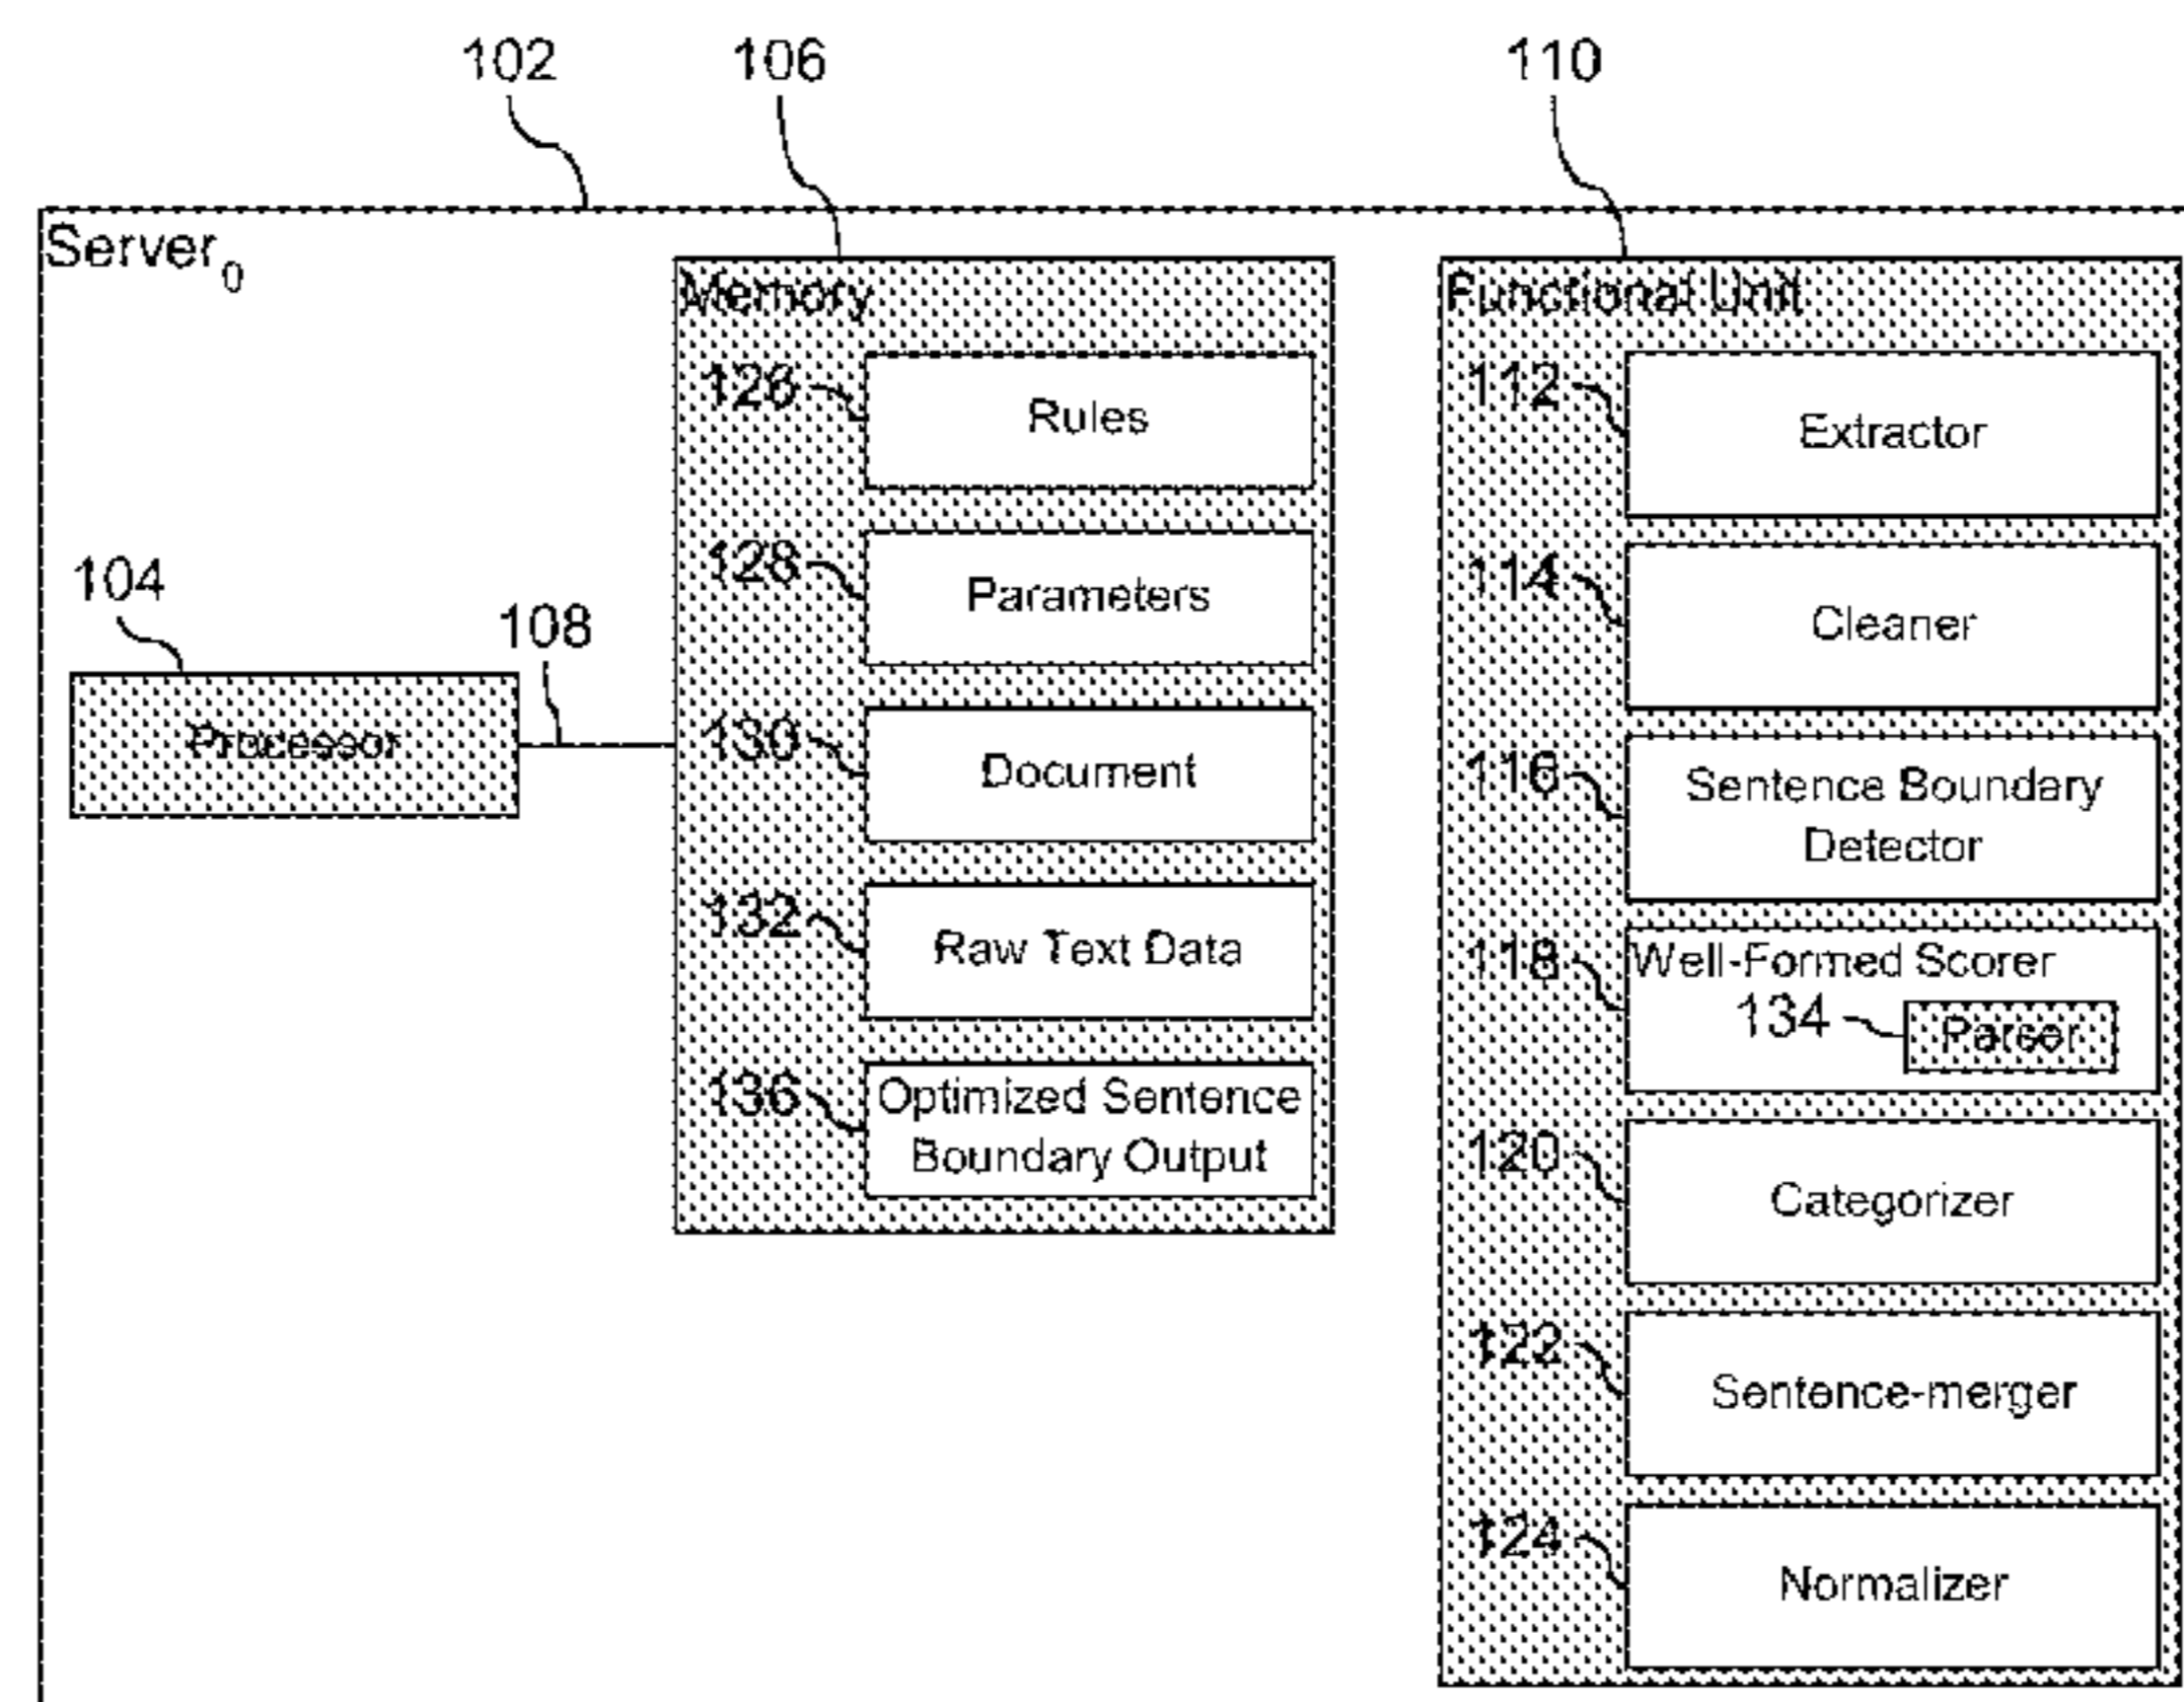 102 106 110
Server0
Memory
Functional Unit
126 Rules
112 Extractor
128 Parameters
114 Cleaner
104
108
Processor
130 Document
116 Sentence Boundary
Detector
132 Raw Text Data
118 Well-Formed Scorer
134 Parser
136 Optimized Sentence
Boundary Output
120 Categorizer
122 Sentence-merger
124 Normalizer